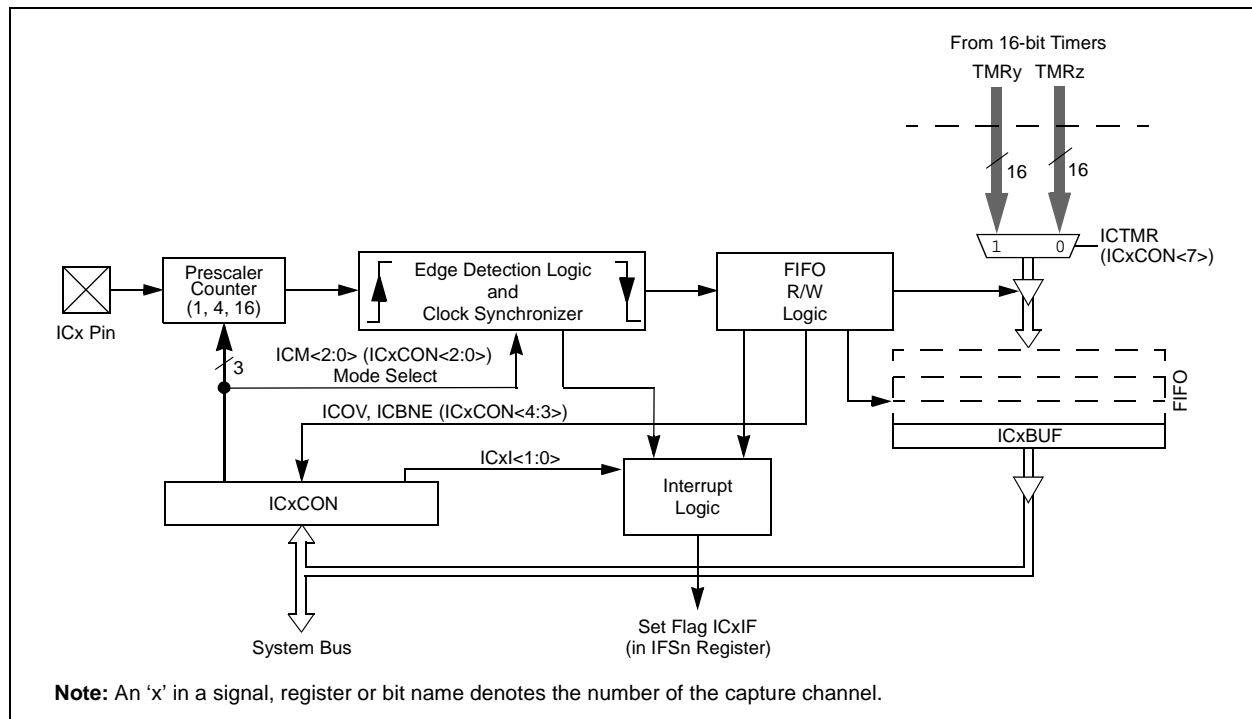 From 16-bit Timers
TMRy TMRz
16 16
1 0
ICTMR
(ICxCON<7>)
ICx Pin
Prescaler
Counter
(1, 4, 16)
Edge Detection Logic
and
Clock Synchronizer
FIFO
R/W
Logic
3
ICM<2:0> (ICxCON<2:0>)
Mode Select
FIFO
ICxBUF
ICOV, ICBNE (ICxCON<4:3>)
ICxI<1:0>
ICxCON
Interrupt
Logic
System Bus
Set Flag ICxIF
(in IFSn Register)
Note: An ‘x’ in a signal, register or bit name denotes the number of the capture channel.